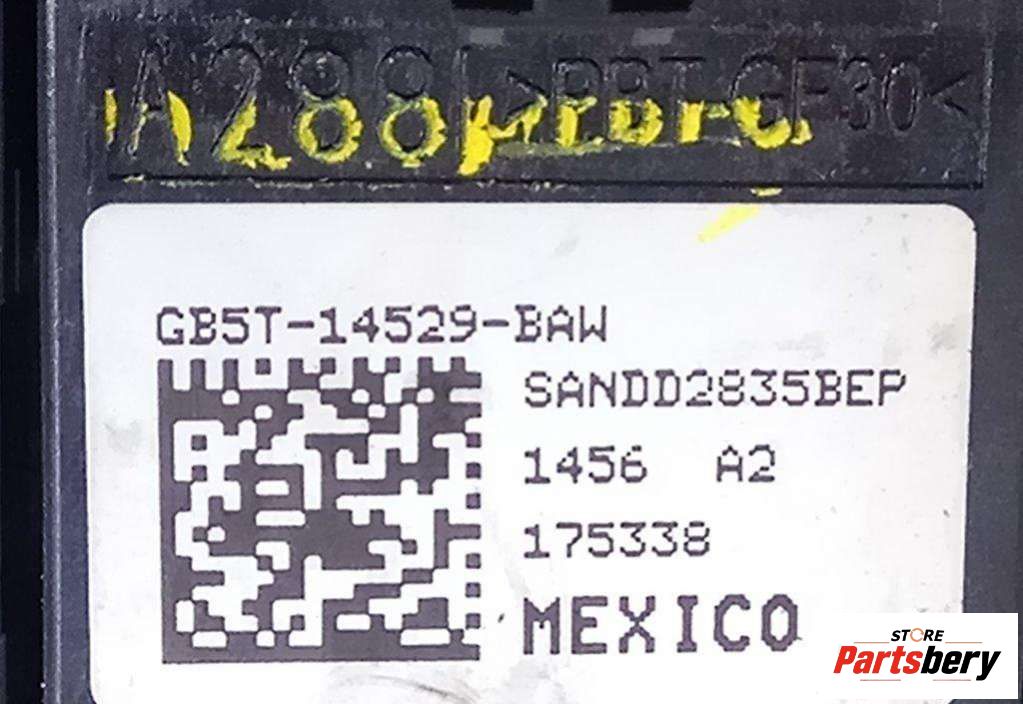 A288 >PBT-GF30<
GB5T-14529-BAW
SANDD2835BEP
1456 A2
175338
MEXICO
STORE
Partsbery